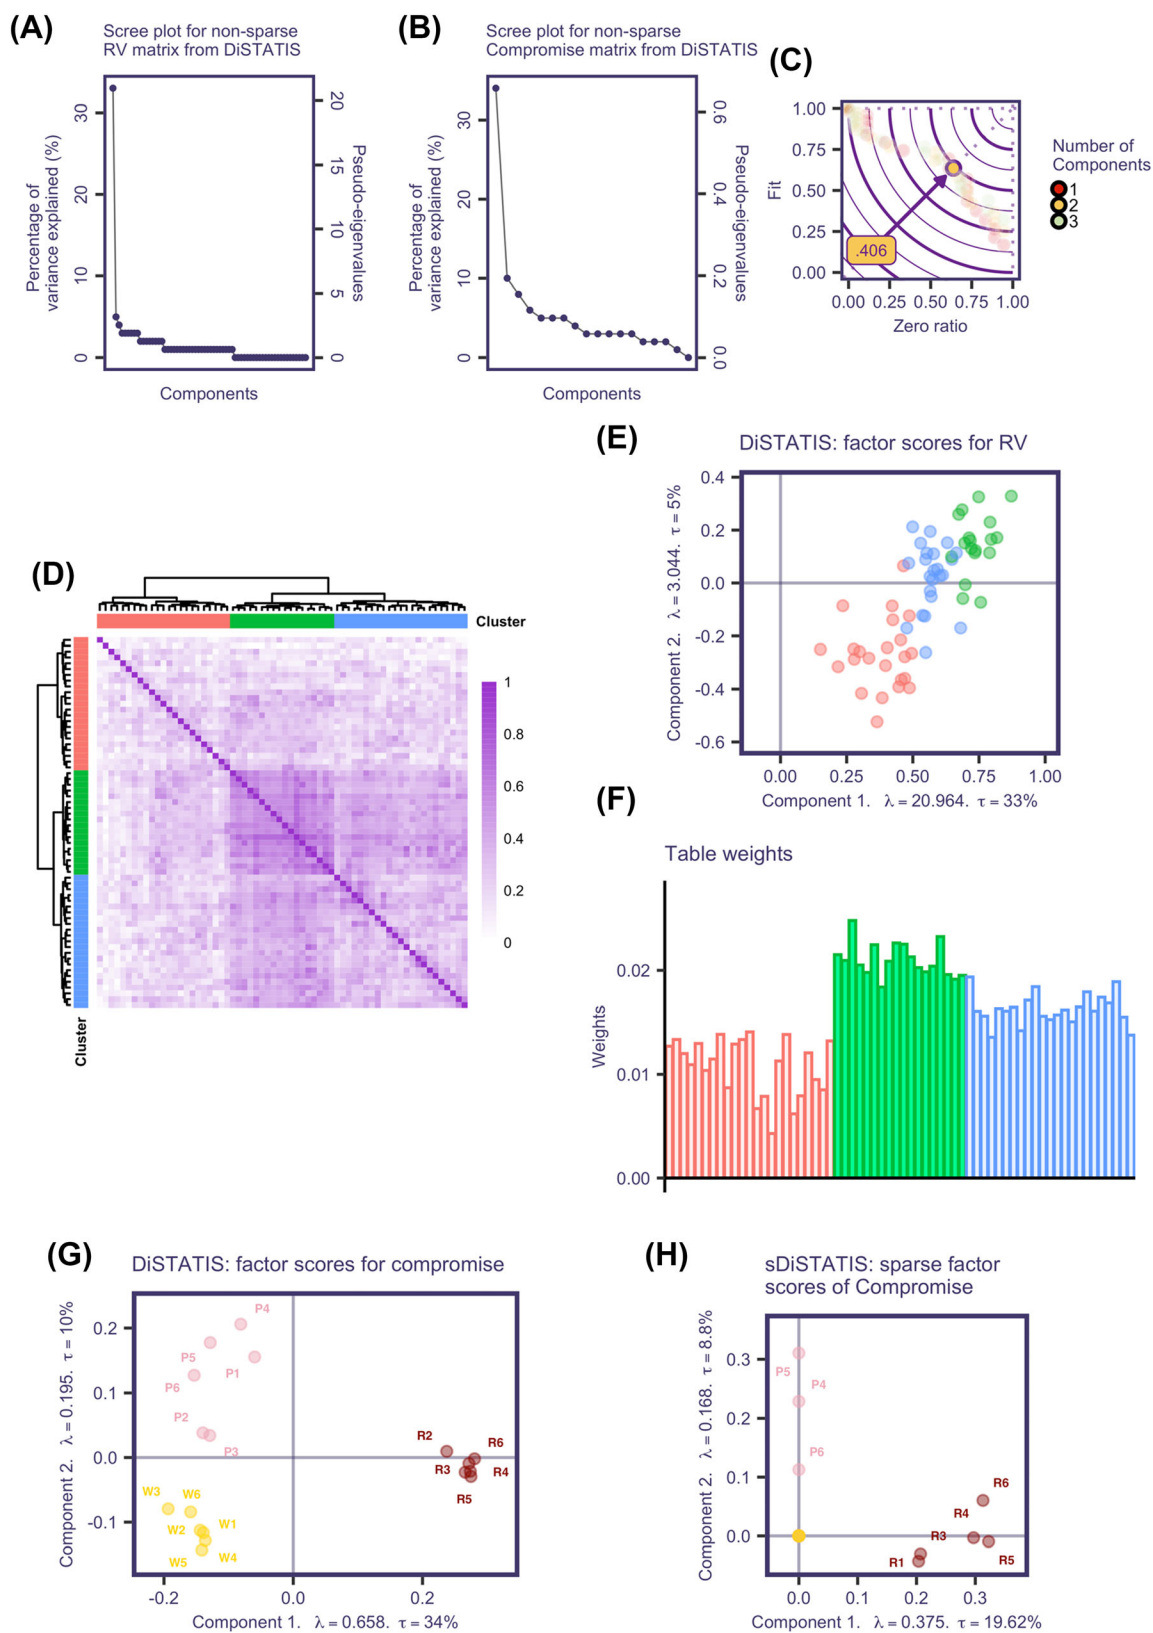 (A)
Scree plot for non-sparse
RV matrix from DiSTATIS
Percentage of
variance explained (%)
0
10
20
30
0
5
10
15
20
Pseudo-eigenvalues
Components
(B)
Scree plot for non-sparse
Compromise matrix from DiSTATIS
Percentage of
variance explained (%)
0
10
20
30
0.0
0.2
0.4
0.6
Pseudo-eigenvalues
Components
(C)
Fit
1.00
0.75
0.50
0.25
0.00
.406
0.00 0.25 0.50 0.75 1.00
Zero ratio
Number of
Components
1
2
3
(D)
Cluster
Cluster
1
0.8
0.6
0.4
0.2
0
(E)
DiSTATIS: factor scores for RV
Component 2. λ = 3.044. τ = 5%
0.4
0.2
0.0
-0.2
-0.4
-0.6
0.00 0.25 0.50 0.75 1.00
Component 1. λ = 20.964. τ = 33%
(F)
Table weights
Weights
0.02
0.01
0.00
(G)
DiSTATIS: factor scores for compromise
Component 2. λ = 0.195. τ = 10%
0.2
0.1
0.0
-0.1
P4
P5
P1
P6
P2
P3
R2
R6
R3
R4
R5
W3
W6
W2
W1
W5
W4
-0.2 0.0 0.2
Component 1. λ = 0.658. τ = 34%
(H)
sDiSTATIS: sparse factor
scores of Compromise
Component 2. λ = 0.168. τ = 8.8%
0.3
0.2
0.1
0.0
P5
P4
P6
R6
R4
R3
R1
R5
0.0 0.1 0.2 0.3
Component 1. λ = 0.375. τ = 19.62%